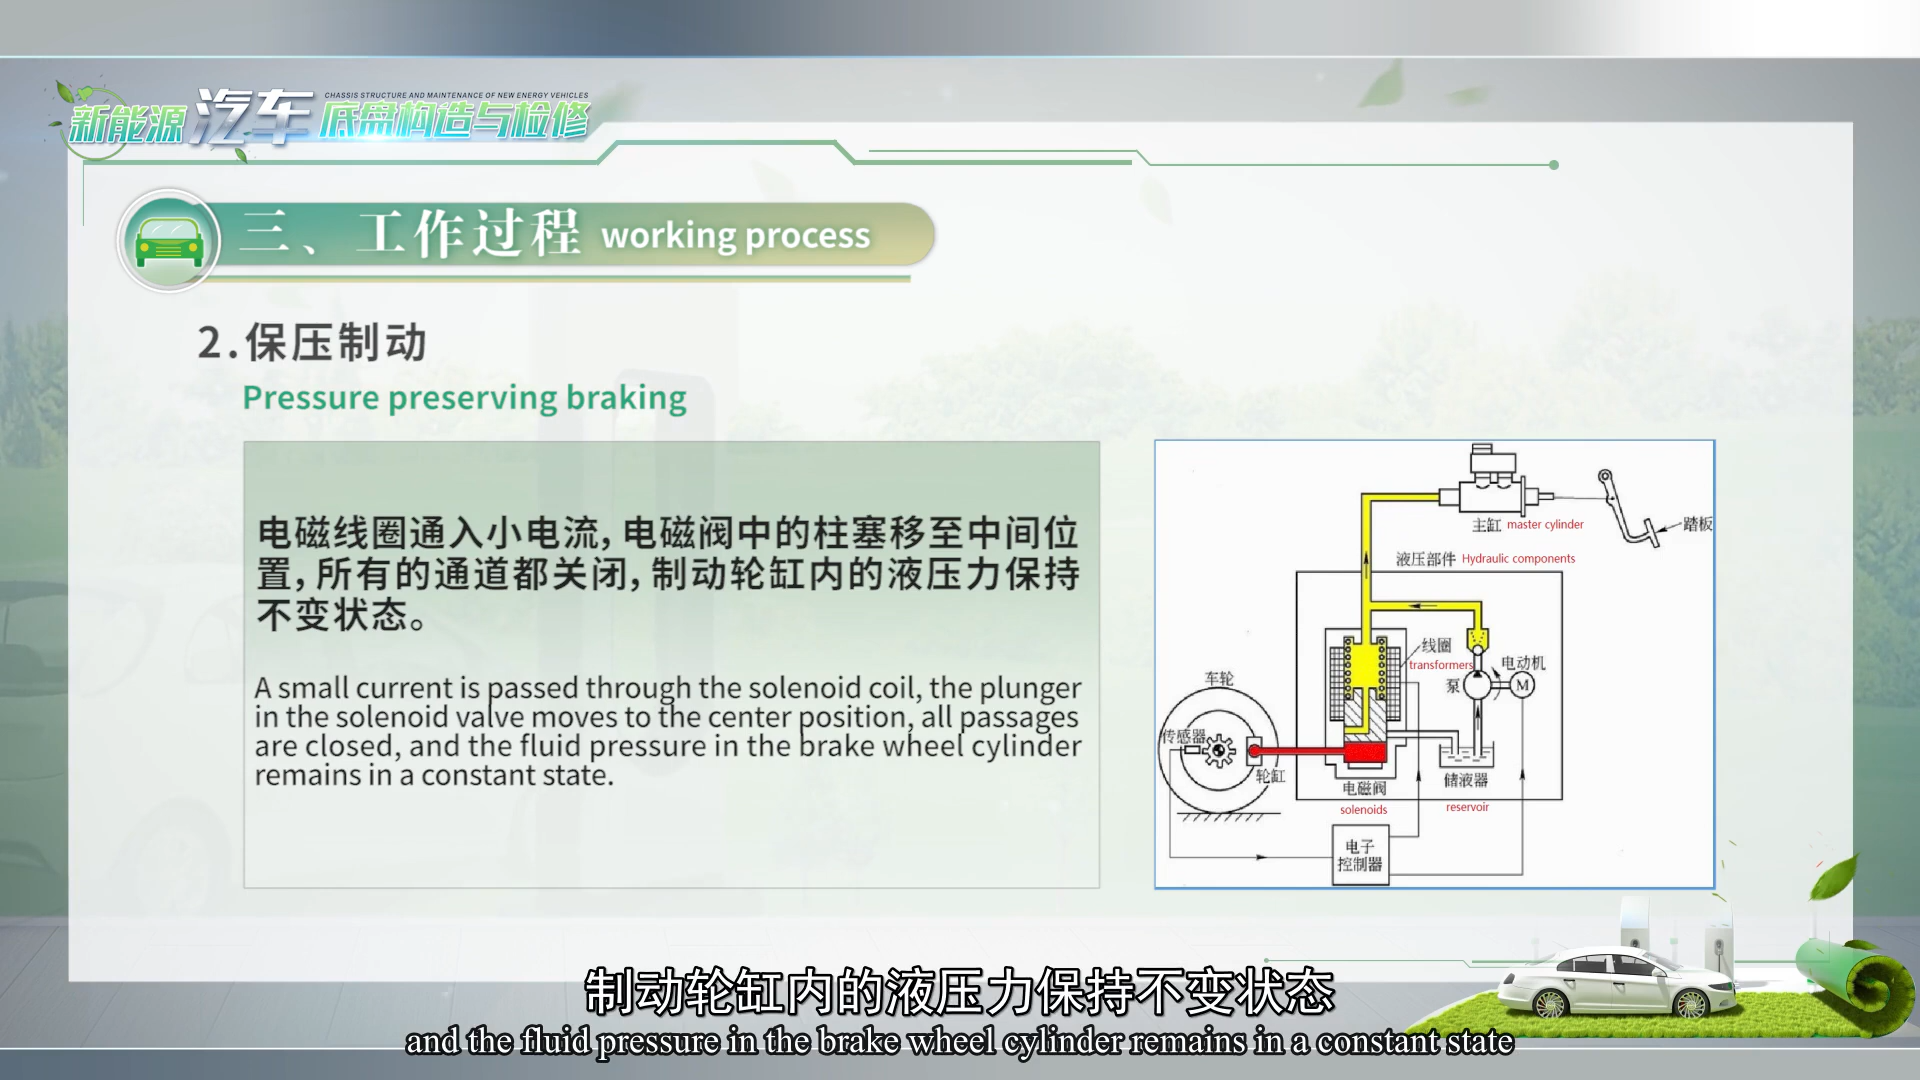 CHASSIS STRUCTURE AND MAINTENANCE OF NEW ENERGY VEHICLES
新能源汽车底盘构造与检修
三、工作过程 working process
2.保压制动
Pressure preserving braking
电磁线圈通入小电流，电磁阀中的柱塞移至中间位
置，所有的通道都关闭，制动轮缸内的液压力保持
不变状态。
A small current is passed through the solenoid coil, the plunger
in the solenoid valve moves to the center position, all passages
are closed, and the fluid pressure in the brake wheel cylinder
remains in a constant state.
主缸 master cylinder
踏板
液压部件 Hydraulic components
线圈
transformers
电动机
泵
M
车轮
传感器
轮缸
电磁阀
solenoids
储液器
reservoir
电子
控制器
制动轮缸内的液压力保持不变状态
and the fluid pressure in the brake wheel cylinder remains in a constant state